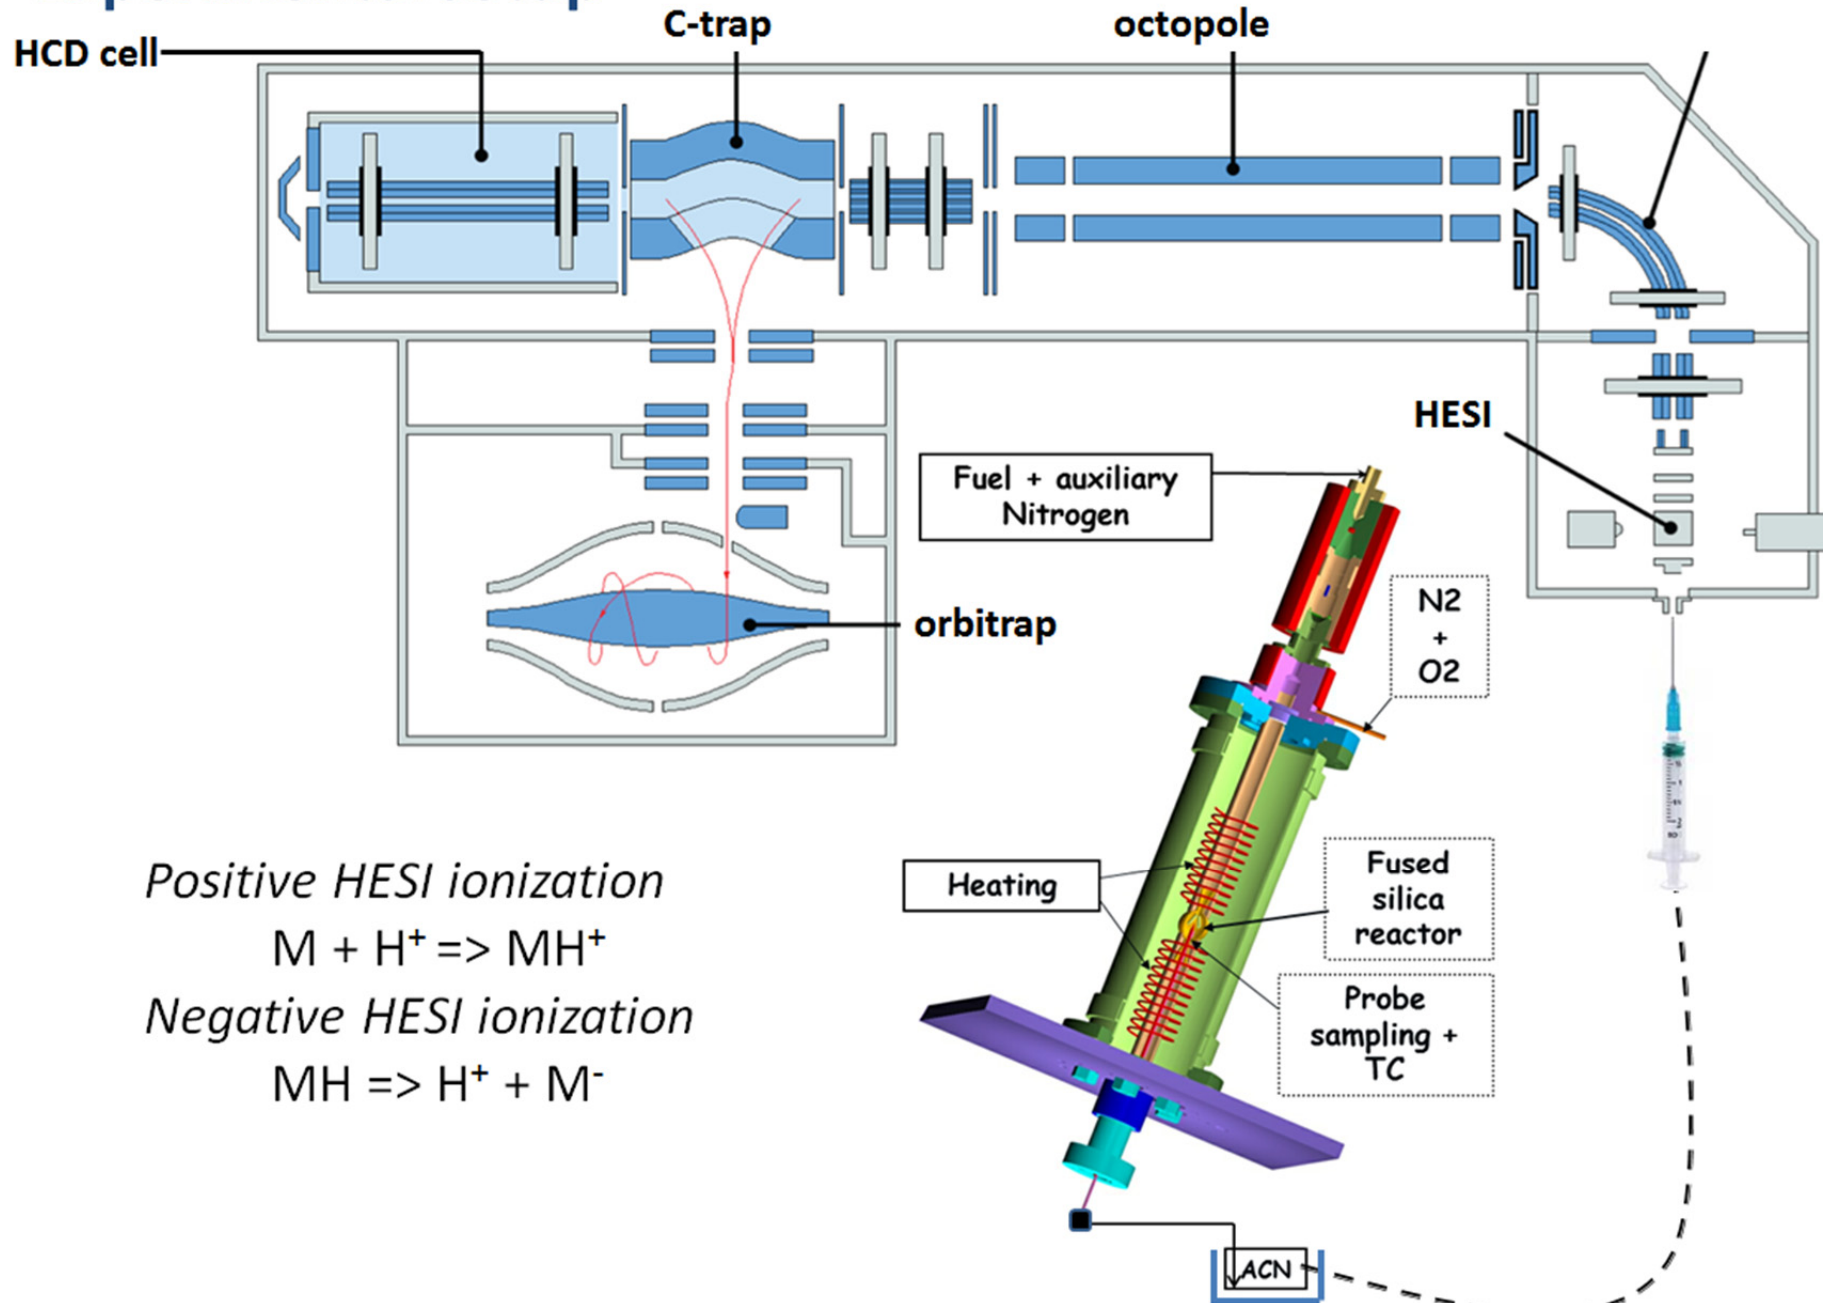 C-trap
octopole
HCD cell
HESI
Fuel + auxiliary
Nitrogen
N2
+
O2
orbitrap
Heating
Fused
silica
reactor
Probe
sampling +
TC
Positive HESI ionization
M + H⁺ => MH⁺
Negative HESI ionization
MH => H⁺ + M⁻
ACN